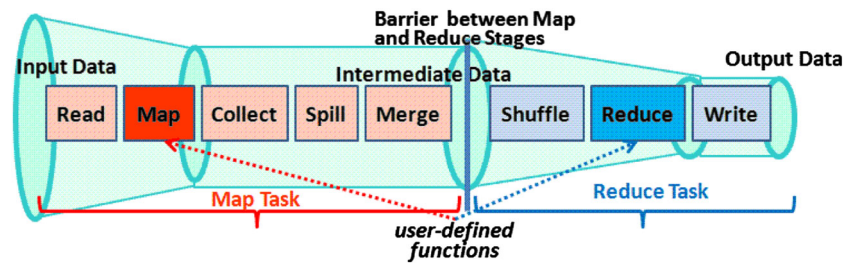 Barrier between Map
and Reduce Stages
Input Data
Intermediate Data
Output Data
Read
Map
Collect
Spill
Merge
Shuffle
Reduce
Write
Map Task
Reduce Task
user-defined
functions